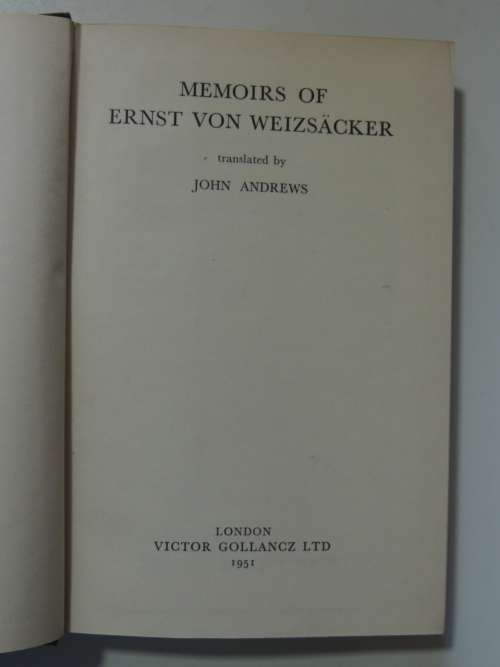 MEMOIRS OF
ERNST VON WEIZSÄCKER
translated by
JOHN ANDREWS
LONDON
VICTOR GOLLANCZ LTD
1951